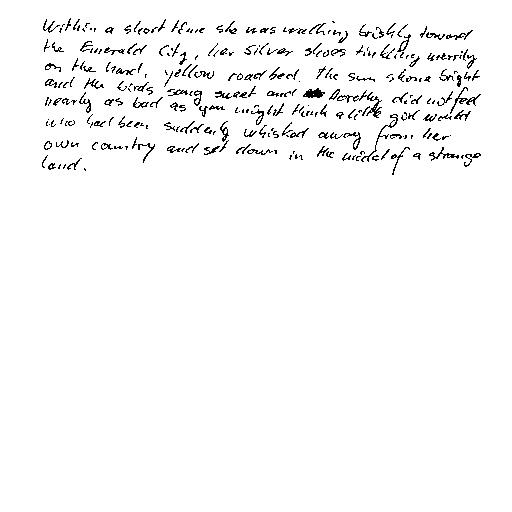 Within a short time she was walking briskly toward
the Emerald City, her Silver Shoes tinkling merrily
on the hard, yellow roadbed. The sun shone bright
and the birds sang sweet and Dorothy did not feel
nearly as bad as you might think a little girl would
who had been suddenly whisked away from her
own country and set down in the midst of a strange
land.